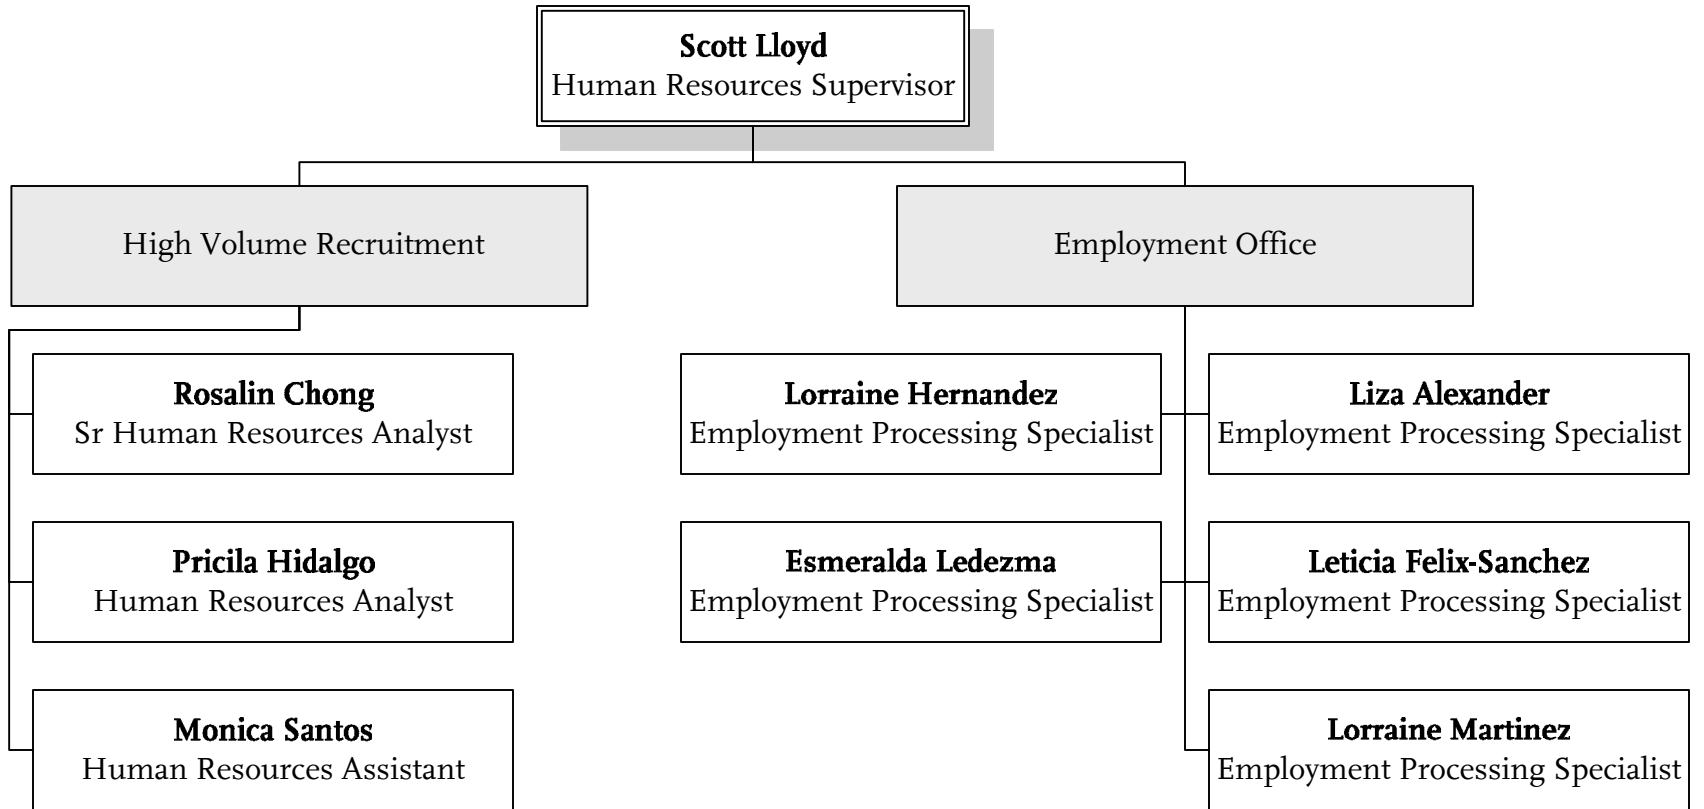 Scott Lloyd
Human Resources Supervisor
High Volume Recruitment
Employment Office
Rosalin Chong
Sr Human Resources Analyst
Lorraine Hernandez
Employment Processing Specialist
Liza Alexander
Employment Processing Specialist
Pricila Hidalgo
Human Resources Analyst
Esmeralda Ledezma
Employment Processing Specialist
Leticia Felix-Sanchez
Employment Processing Specialist
Monica Santos
Human Resources Assistant
Lorraine Martinez
Employment Processing Specialist